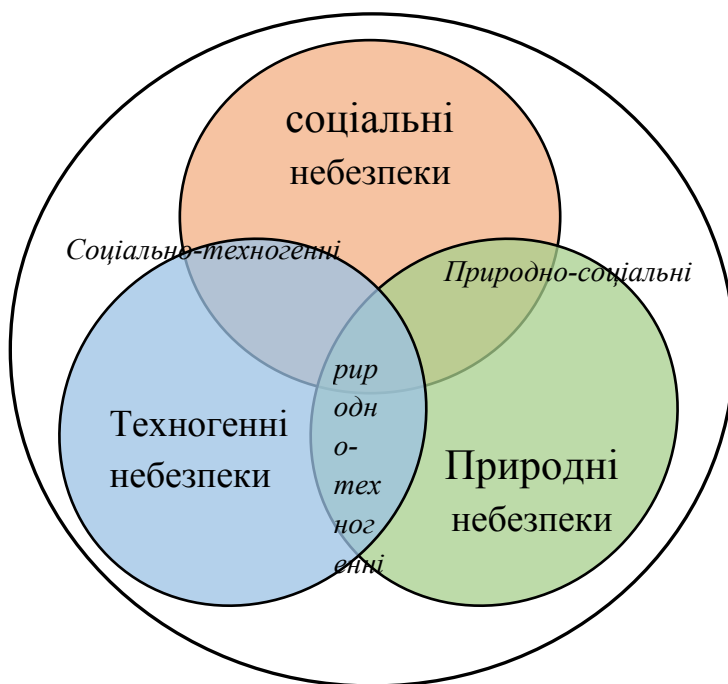 соціальні
небезпеки
Соціально-техногенні
Природно-соціальні
рир
одн
о-
тех
ног
енні
Техногенні
небезпеки
Природні
небезпеки